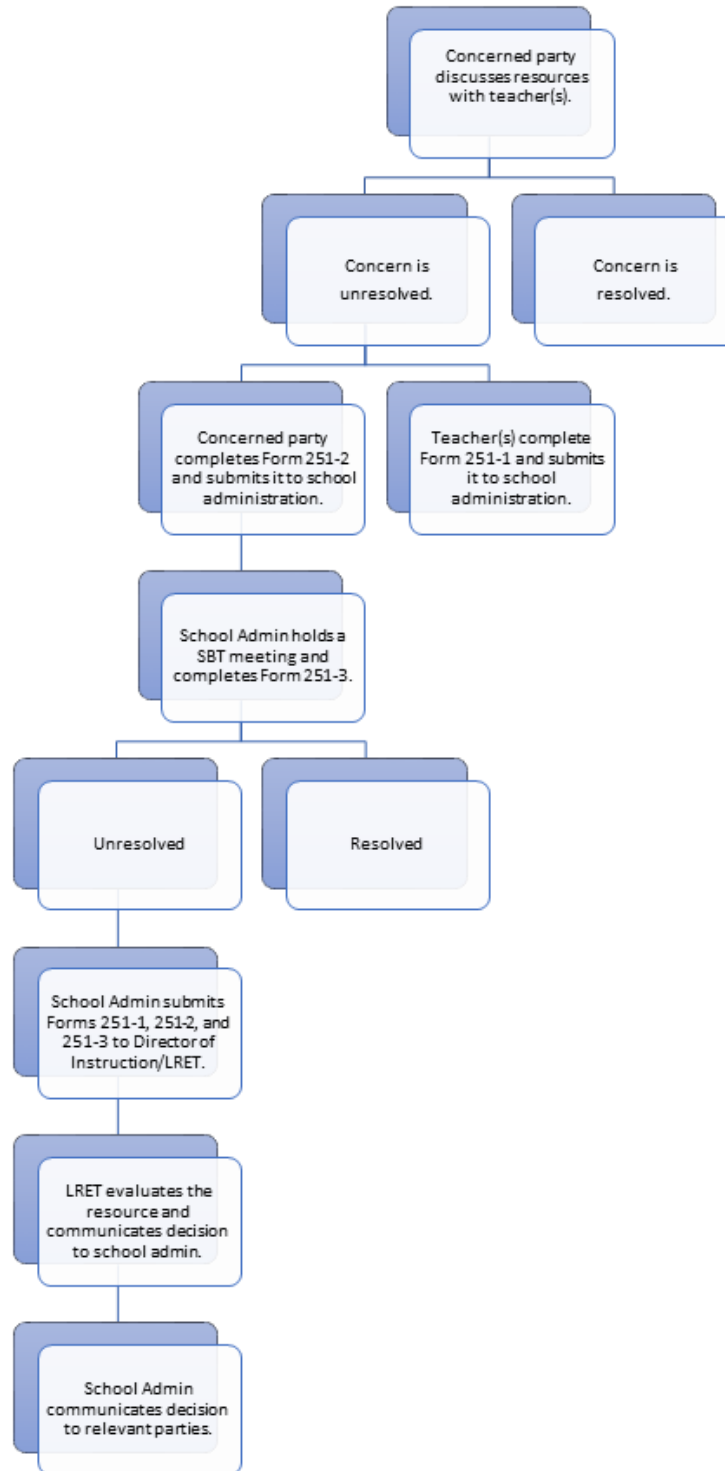 Concerned party
discusses resources
with teacher(s).
Concern is
unresolved.
Concern is
resolved.
Concerned party
completes Form 251-2
and submits it to school
administration.
Teacher(s) complete
Form 251-1 and submits
it to school
administration.
School Admin holds a
SBT meeting and
completes Form 251-3.
Unresolved
Resolved
School Admin submits
Forms 251-1, 251-2, and
251-3 to Director of
Instruction/LRET.
LRET evaluates the
resource and
communicates decision
to school admin.
School Admin
communicates decision
to relevant parties.